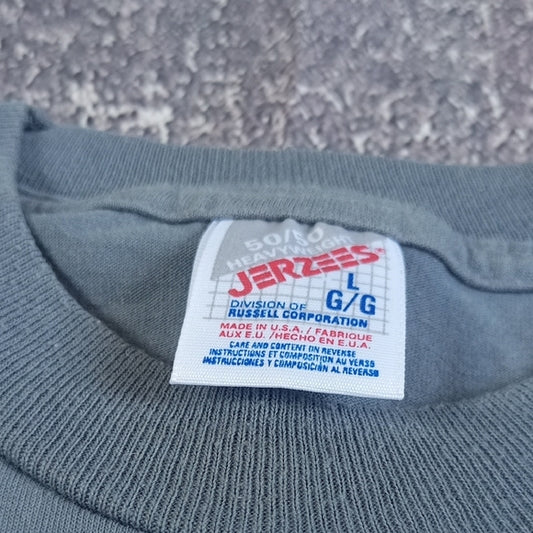 50/50
HEAVYWEIGHT
JERZEES
L
G/G
DIVISION OF
RUSSELL CORPORATION
MADE IN U.S.A. / FABRIQUE
AUX E.U. / HECHO EN E.U.A.
CARE AND CONTENT ON REVERSE
INSTRUCTIONS ET COMPOSITION AU VERSO
INSTRUCCIONES Y COMPOSICIÓN AL REVERSO